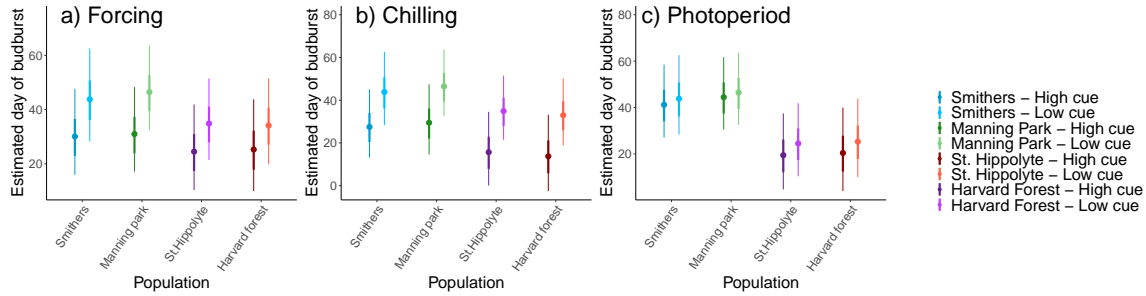 a) Forcing
Estimated day of budburst
60
40
20
Smithers
Manning park
St.Hippolyte
Harvard forest
Population
b) Chilling
Estimated day of budburst
80
60
40
20
0
Smithers
Manning park
St.Hippolyte
Harvard forest
Population
c) Photoperiod
Estimated day of budburst
80
60
40
20
Smithers
Manning park
St.Hippolyte
Harvard forest
Population
Smithers – High cue
Smithers – Low cue
Manning Park – High cue
Manning Park – Low cue
St. Hippolyte – High cue
St. Hippolyte – Low cue
Harvard Forest – High cue
Harvard Forest – Low cue